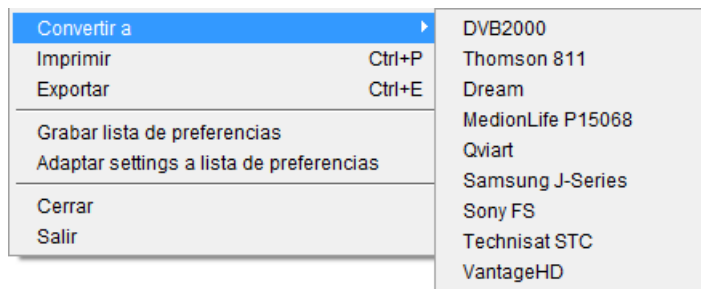 Convertir a
Imprimir Ctrl+P
Exportar Ctrl+E
Grabar lista de preferencias
Adaptar settings a lista de preferencias
Cerrar
Salir
DVB2000
Thomson 811
Dream
MedionLife P15068
Qviart
Samsung J-Series
Sony FS
Technisat STC
VantageHD